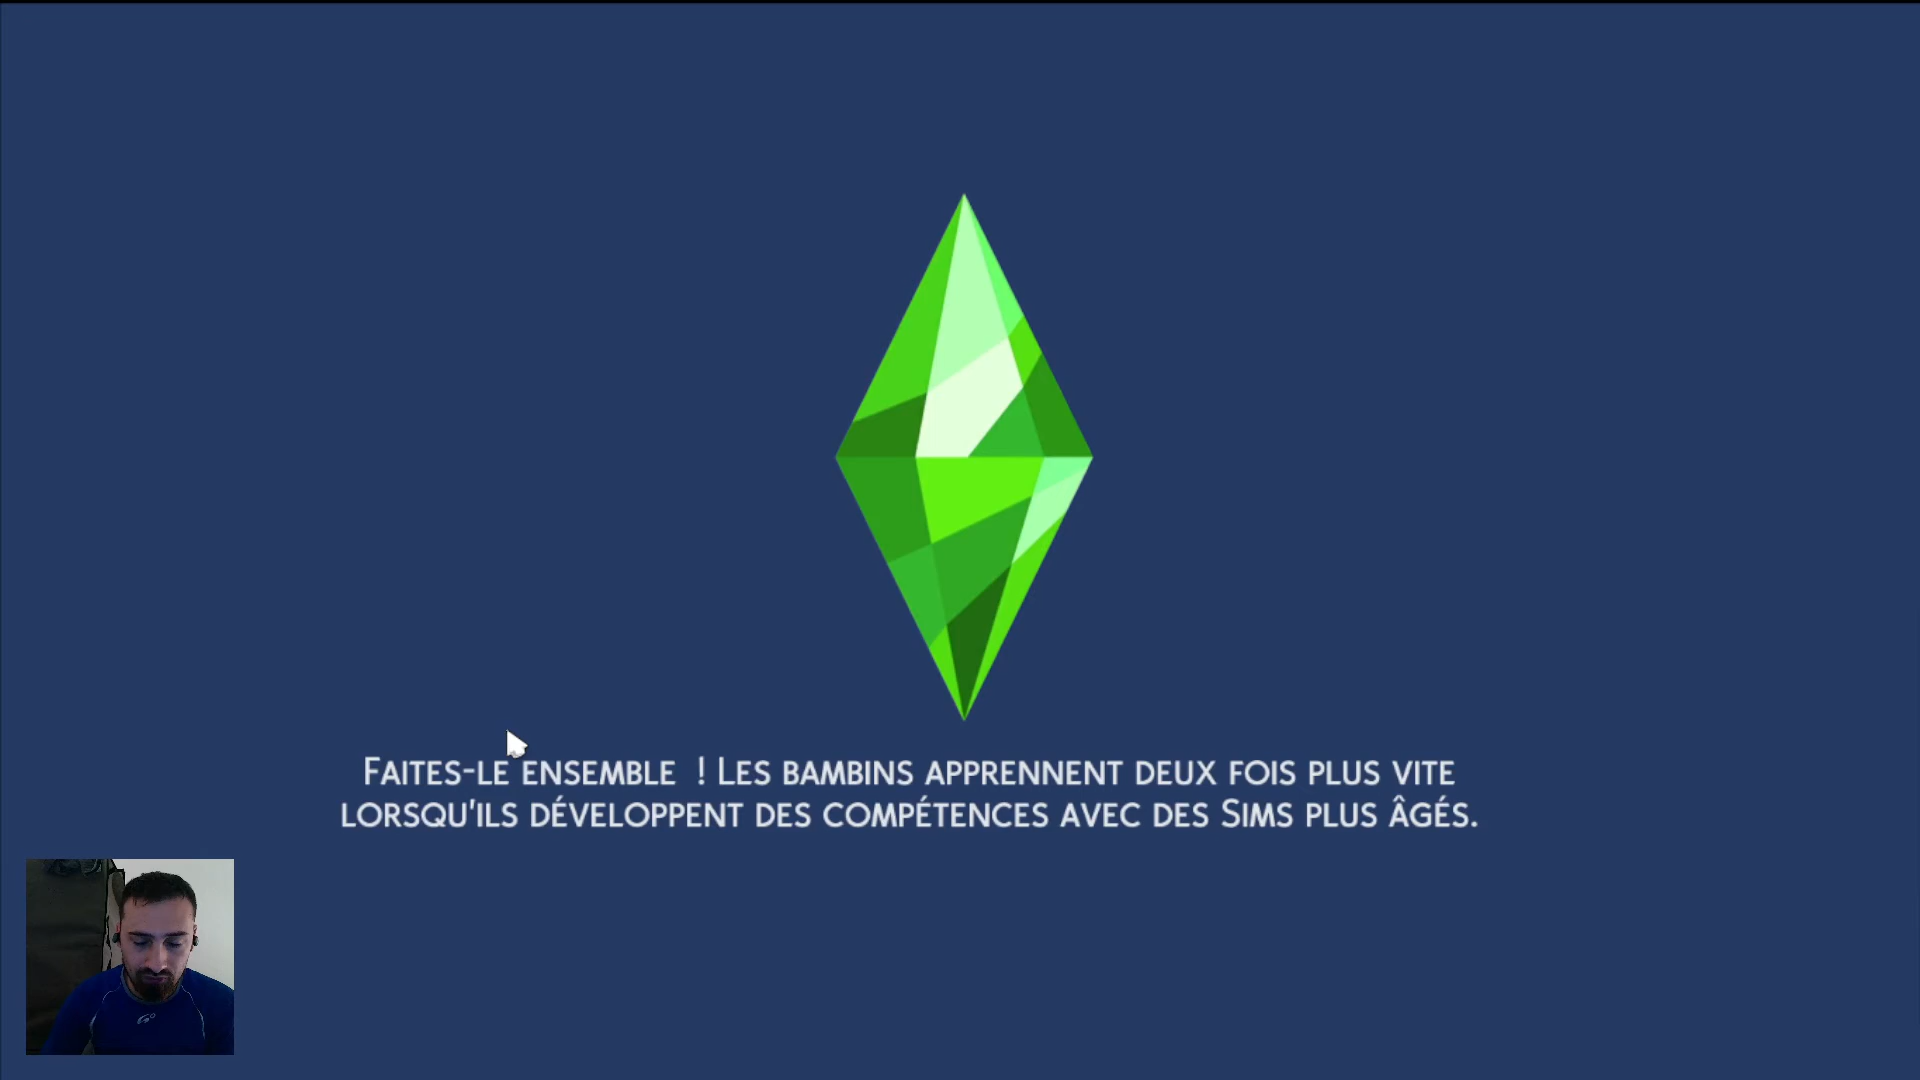 Faites-le ensemble  ! Les bambins apprennent deux fois plus vite
lorsqu'ils développent des compétences avec des Sims plus âgés.